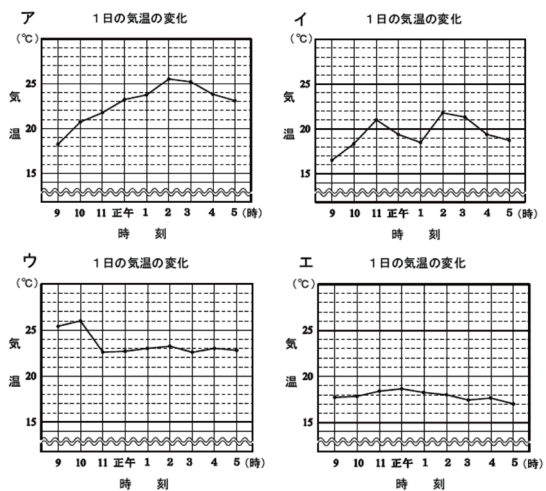 ア 1日の気温の変化
(℃)
25
20
15
気温
9 10 11 正午 1 2 3 4 5 (時)
時 刻
イ 1日の気温の変化
(℃)
25
20
15
気温
9 10 11 正午 1 2 3 4 5 (時)
時 刻
ウ 1日の気温の変化
(℃)
25
20
15
気温
9 10 11 正午 1 2 3 4 5 (時)
時 刻
エ 1日の気温の変化
(℃)
25
20
15
気温
9 10 11 正午 1 2 3 4 5 (時)
時 刻